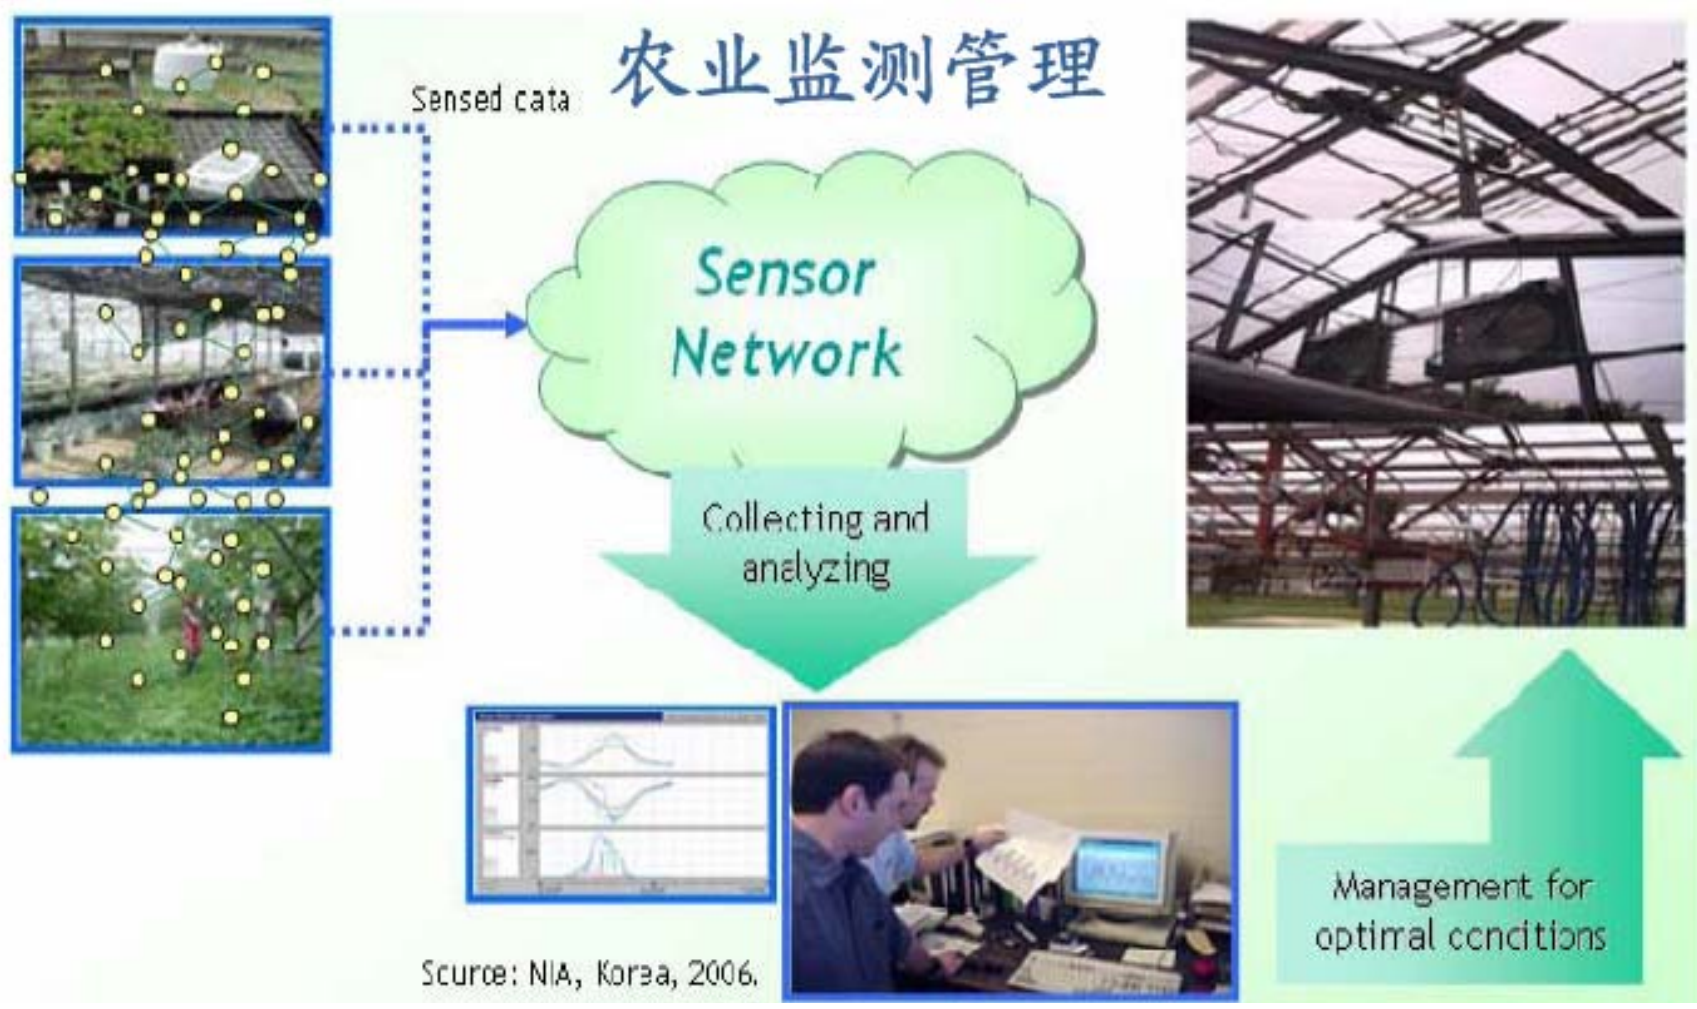 农业监测管理
Sensed cata
Sensor
Network
Collecting and
analyzing
Management for
optimal conditions
Source: NIA, Korea, 2006.